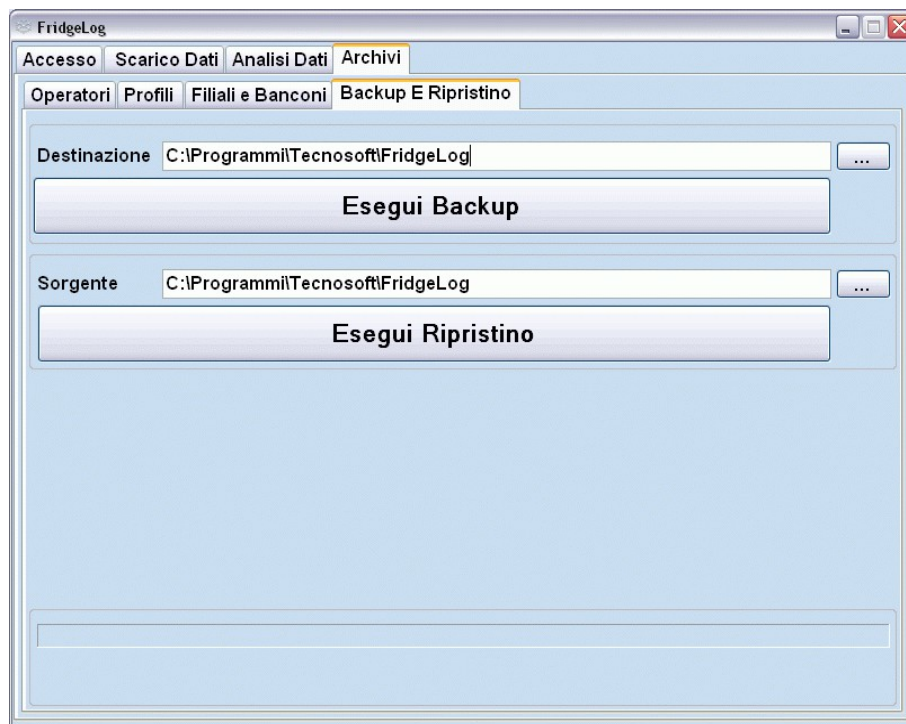 FridgeLog
Accesso Scarico Dati Analisi Dati Archivi
Operatori Profili Filiali e Banconi Backup E Ripristino
Destinazione C:\Programmi\Tecnosoft\FridgeLog ...
Esegui Backup
Sorgente C:\Programmi\Tecnosoft\FridgeLog ...
Esegui Ripristino